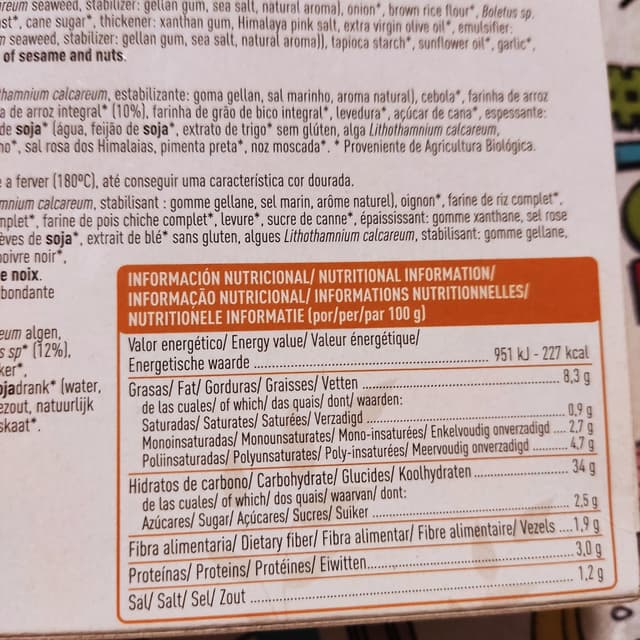 seaweed, stabilizer: gellan gum, sea salt, natural aroma), onion*, brown rice flour*, Boletus sp.
cane sugar*, thickener: xanthan gum, Himalaya pink salt, extra virgin olive oil*, emulsifier:
seaweed, stabilizer: gellan gum, sea salt, natural aroma)), tapioca starch*, sunflower oil*, garlic*,
of sesame and nuts.
hamnium calcareum, estabilizante: goma gellan, sal marinho, aroma natural), cebola*, farinha de arroz
a de arroz integral* (10%), farinha de grão de bico integral*, levedura*, açúcar de cana*, espessante:
de soja* (água, feijão de soja*, extrato de trigo* sem glúten, alga Lithothamnium calcareum,
no*, sal rosa dos Himalaias, pimenta preta*, noz moscada*. * Proveniente de Agricultura Biológica.
e a ferver (180ºC), até conseguir uma característica cor dourada.
mnium calcareum, stabilisant : gomme gellane, sel marin, arôme naturel), oignon*, farine de riz complet*,
mplet*, farine de pois chiche complet*, levure*, sucre de canne*, épaississant: gomme xanthane, sel rose
èves de soja*, extrait de blé* sans gluten, algues Lithothamnium calcareum, stabilisant: gomme gellane,
poivre noir*,
e noix.
bondante
eum algen,
s sp* (12%),
ker*,
ojadrank* (water,
ezout, natuurlijk
skaat*.
INFORMACIÓN NUTRICIONAL/ NUTRITIONAL INFORMATION/
INFORMAÇÃO NUTRICIONAL/ INFORMATIONS NUTRITIONNELLES/
NUTRITIONELE INFORMATIE (por/per/par 100 g)
Valor energético/ Energy value/ Valeur énergétique/
Energetische waarde .......... 951 kJ - 227 kcal
Grasas/ Fat/ Gorduras/ Graisses/ Vetten .......... 8,3 g
de las cuales/ of which/ das quais/ dont/ waarden:
Saturadas/ Saturates/ Saturées/ Verzadigd .......... 0,9 g
Monoinsaturadas/ Monounsaturates/ Mono-insaturées/ Enkelvoudig onverzadigd .... 2,7 g
Poliinsaturadas/ Polyunsaturates/ Poly-insaturées/ Meervoudig onverzadigd .......... 4,7 g
Hidratos de carbono/ Carbohydrate/ Glucides/ Koolhydraten .......... 34 g
de las cuales/ of which/ dos quais/ waarvan/ dont:
Azúcares/ Sugar/ Açúcares/ Sucres/ Suiker .......... 2,5 g
Fibra alimentaria/ Dietary fiber/ Fibra alimentar/ Fibre alimentaire/ Vezels ....1,9 g
Proteínas/ Proteins/ Protéines/ Eiwitten.......... 3,0 g
Sal/ Salt/ Sel/ Zout .......... 1,2 g